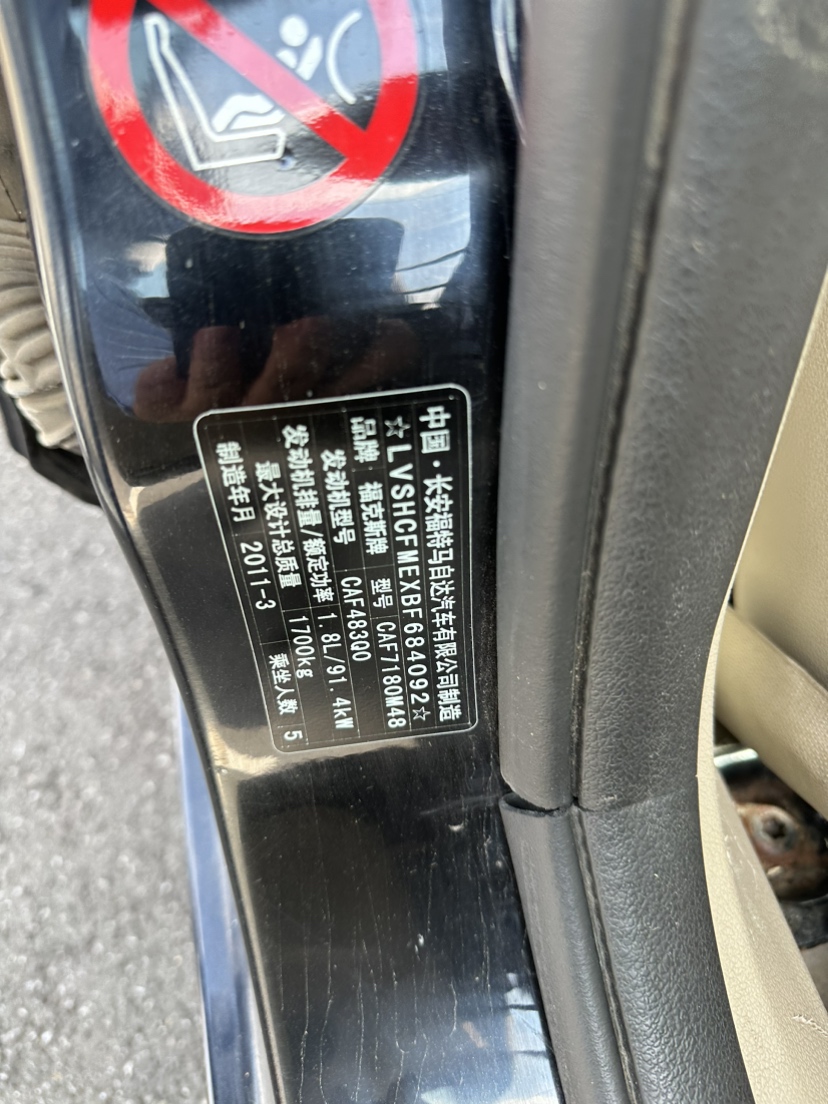 中国·长安福特马自达汽车有限公司制造
☆LVSHCFMEXBF684092☆
品牌 福克斯牌 型号 CAF7180M48
发动机型号 CAF483Q0
发动机排量/额定功率 1.8L/91.4kW
最大设计总质量 1700kg
制造年月 2011-3 乘坐人数 5